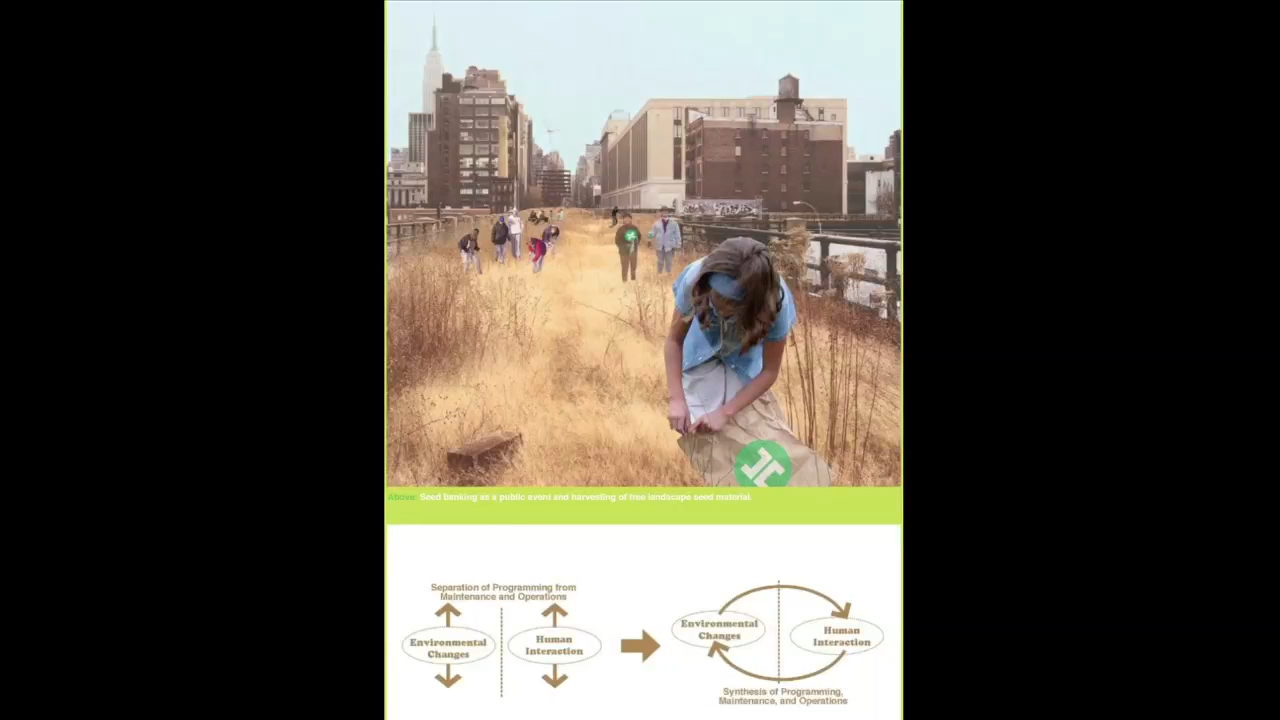 Above: Seed banking as a public event and harvesting of free landscape seed material.
Separation of Programming from
Maintenance and Operations
Environmental
Changes
Human
Interaction
Environmental
Changes
Human
Interaction
Synthesis of Programming,
Maintenance, and Operations